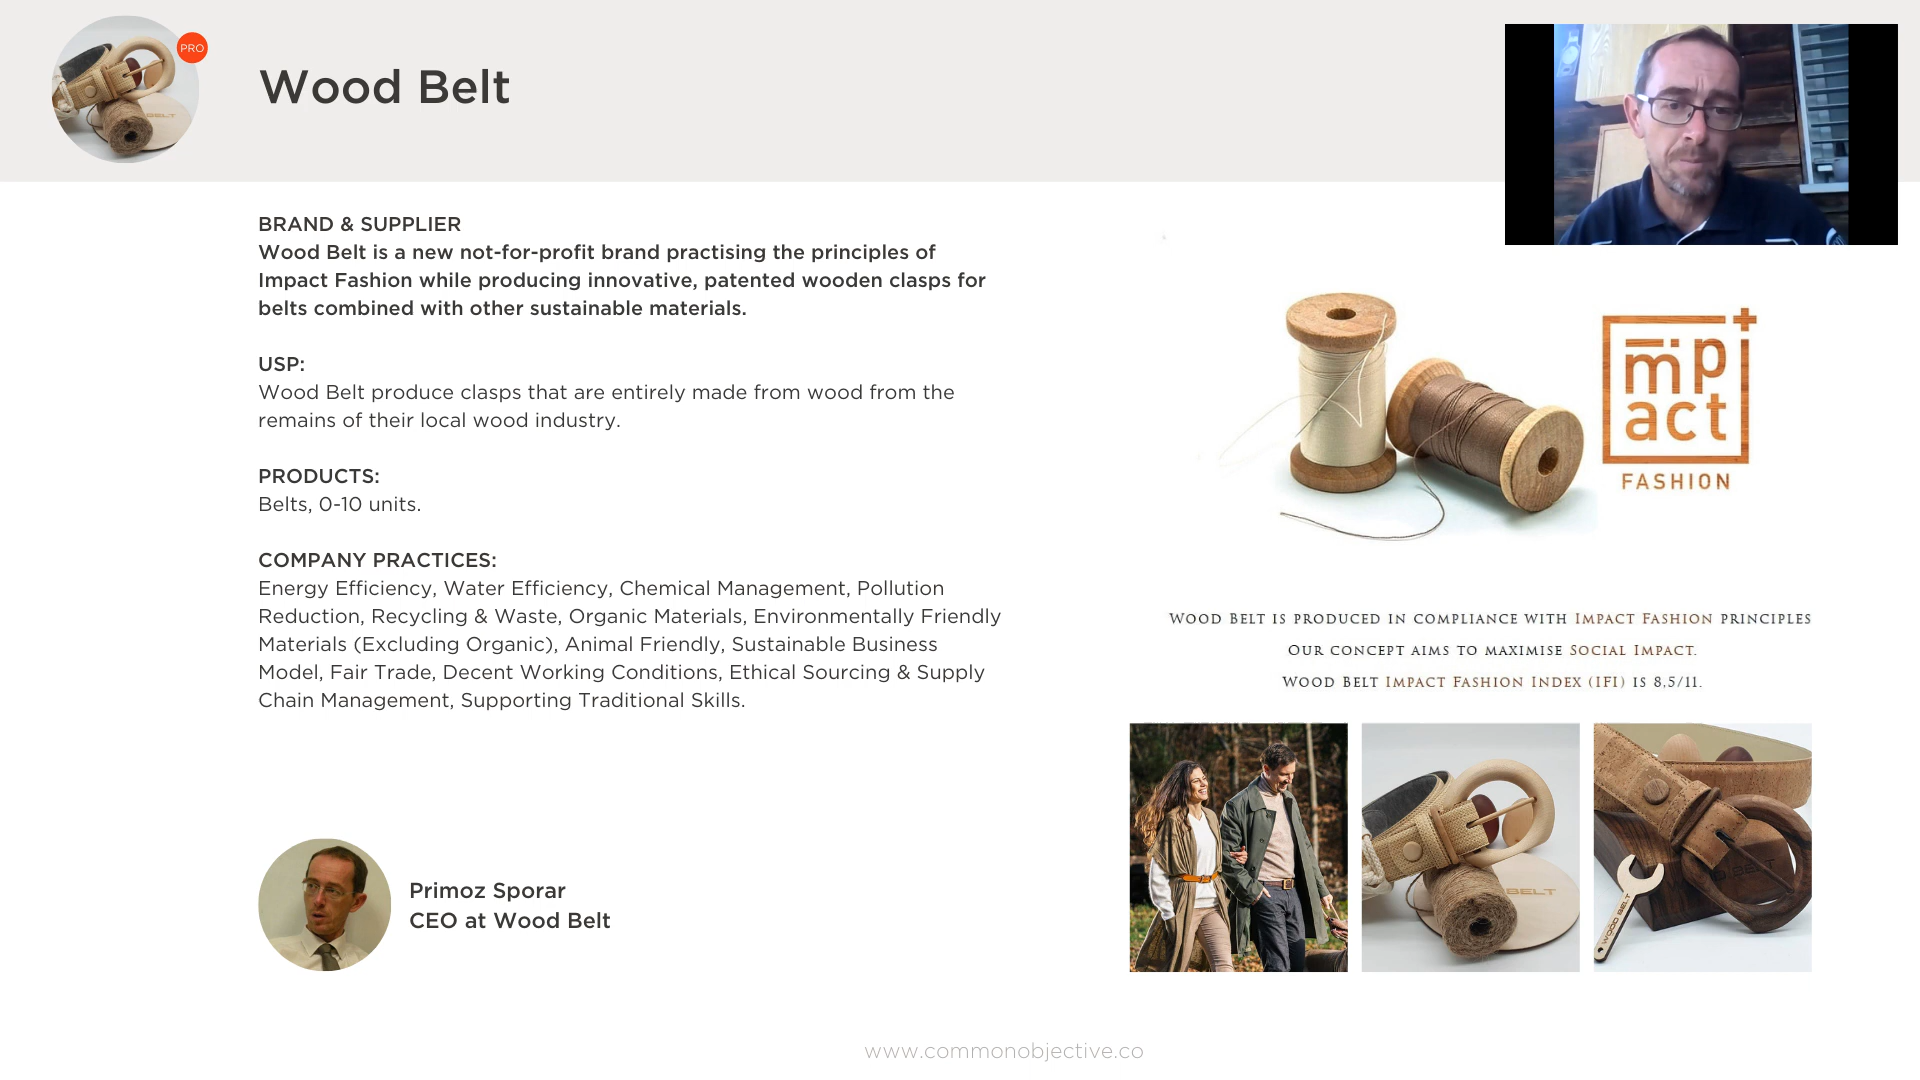 PRO
Wood Belt
BRAND & SUPPLIER
Wood Belt is a new not-for-profit brand practising the principles of
Impact Fashion while producing innovative, patented wooden clasps for
belts combined with other sustainable materials.
USP:
Wood Belt produce clasps that are entirely made from wood from the
remains of their local wood industry.
PRODUCTS:
Belts, 0-10 units.
COMPANY PRACTICES:
Energy Efficiency, Water Efficiency, Chemical Management, Pollution
Reduction, Recycling & Waste, Organic Materials, Environmentally Friendly
Materials (Excluding Organic), Animal Friendly, Sustainable Business
Model, Fair Trade, Decent Working Conditions, Ethical Sourcing & Supply
Chain Management, Supporting Traditional Skills.
Primoz Sporar
CEO at Wood Belt
impact
FASHION
WOOD BELT IS PRODUCED IN COMPLIANCE WITH IMPACT FASHION PRINCIPLES
OUR CONCEPT AIMS TO MAXIMISE SOCIAL IMPACT.
WOOD BELT IMPACT FASHION INDEX (IFI) IS 8,5/11.
BELT
WOOD BELT
www.commonobjective.co